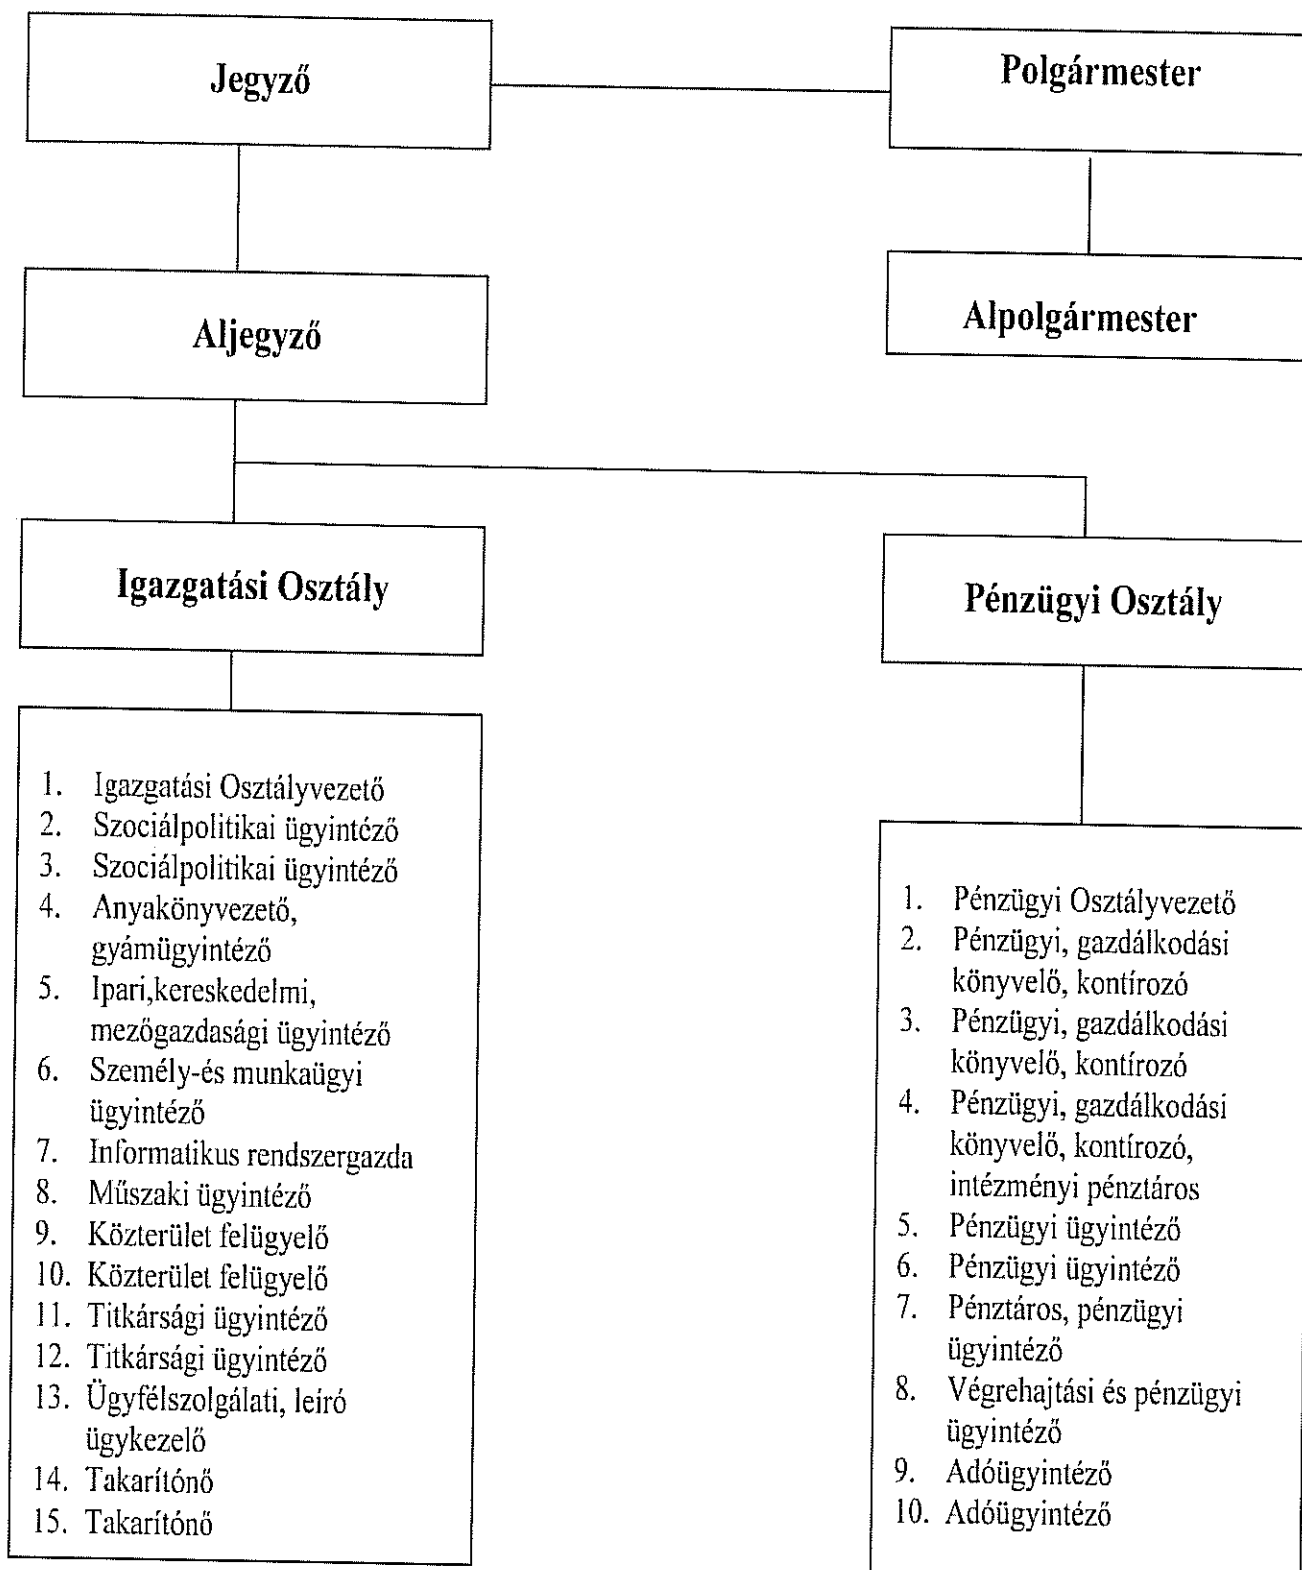 Jegyző
Polgármester
Aljegyző
Alpolgármester
Igazgatási Osztály
Pénzügyi Osztály
1. Igazgatási Osztályvezető
2. Szociálpolitikai ügyintéző
3. Szociálpolitikai ügyintéző
4. Anyakönyvezető,
gyámügyintéző
5. Ipari,kereskedelmi,
mezőgazdasági ügyintéző
6. Személy-és munkaügyi
ügyintéző
7. Informatikus rendszergazda
8. Műszaki ügyintéző
9. Közterület felügyelő
10. Közterület felügyelő
11. Titkársági ügyintéző
12. Titkársági ügyintéző
13. Ügyfélszolgálati, leíró
ügykezelő
14. Takarítónő
15. Takarítónő
1. Pénzügyi Osztályvezető
2. Pénzügyi, gazdálkodási
könyvelő, kontírozó
3. Pénzügyi, gazdálkodási
könyvelő, kontírozó
4. Pénzügyi, gazdálkodási
könyvelő, kontírozó,
intézményi pénztáros
5. Pénzügyi ügyintéző
6. Pénzügyi ügyintéző
7. Pénztáros, pénzügyi
ügyintéző
8. Végrehajtási és pénzügyi
ügyintéző
9. Adóügyintéző
10. Adóügyintéző